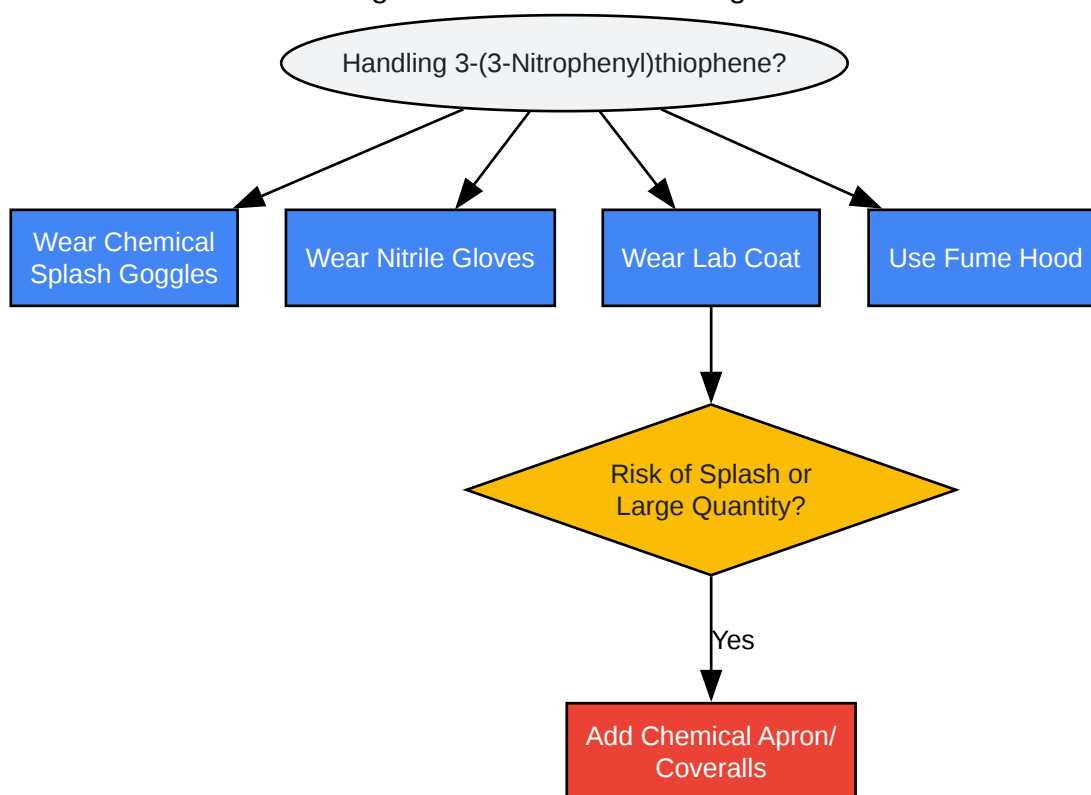 Handling 3-(3-Nitrophenyl)thiophene?
Wear Chemical
Splash Goggles
Wear Nitrile Gloves
Wear Lab Coat
Use Fume Hood
Risk of Splash or
Large Quantity?
Yes
Add Chemical Apron/
Coveralls